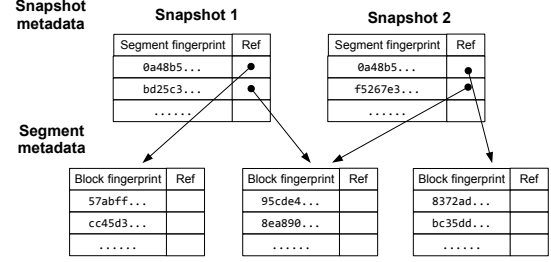 Snapshot
metadata
Snapshot 1
Snapshot 2
Segment fingerprint Ref
0a48b5...
bd25c3...
......
Segment fingerprint Ref
0a48b5...
f5267e3...
......
Segment
metadata
Block fingerprint Ref
57abff...
cc45d3...
......
Block fingerprint Ref
95cde4...
8ea890...
......
Block fingerprint Ref
8372ad...
bc35dd...
......